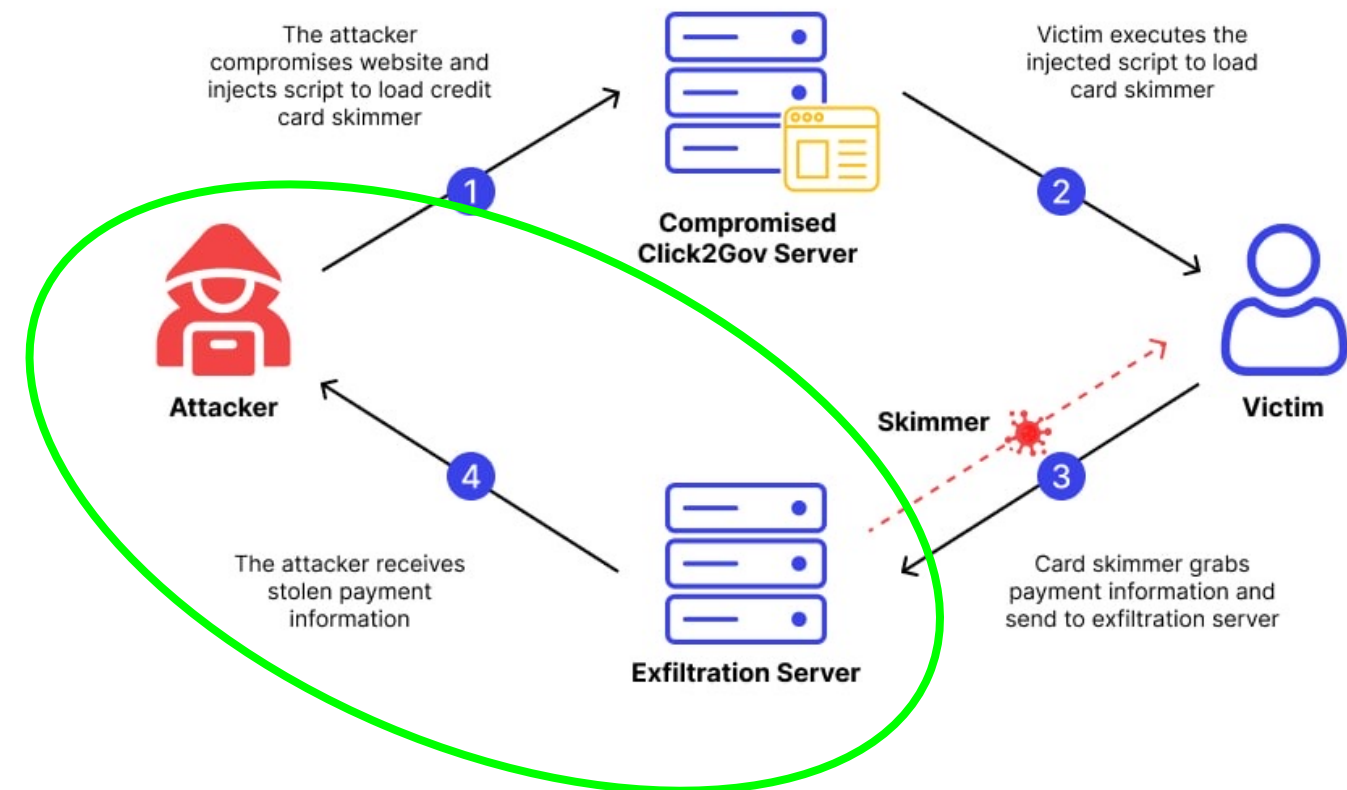 The attacker
compromises website and
injects script to load credit
card skimmer
Victim executes the
injected script to load
card skimmer
1
2
Compromised
Click2Gov Server
Attacker
Skimmer
Victim
4
3
The attacker receives
stolen payment
information
Card skimmer grabs
payment information and
send to exfiltration server
Exfiltration Server